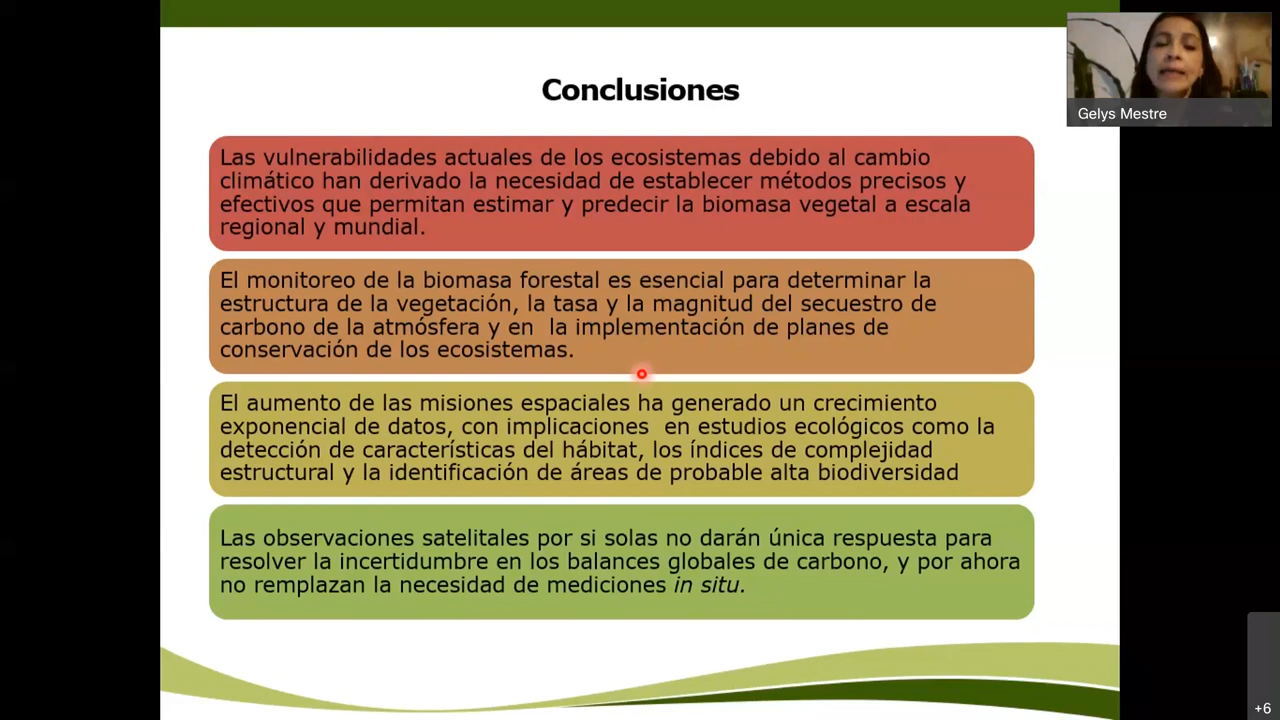 Conclusiones
Gelys Mestre
Las vulnerabilidades actuales de los ecosistemas debido al cambio
climático han derivado la necesidad de establecer métodos precisos y
efectivos que permitan estimar y predecir la biomasa vegetal a escala
regional y mundial.
El monitoreo de la biomasa forestal es esencial para determinar la
estructura de la vegetación, la tasa y la magnitud del secuestro de
carbono de la atmósfera y en la implementación de planes de
conservación de los ecosistemas.
El aumento de las misiones espaciales ha generado un crecimiento
exponencial de datos, con implicaciones en estudios ecológicos como la
detección de características del hábitat, los índices de complejidad
estructural y la identificación de áreas de probable alta biodiversidad
Las observaciones satelitales por si solas no darán única respuesta para
resolver la incertidumbre en los balances globales de carbono, y por ahora
no remplazan la necesidad de mediciones in situ.
+6